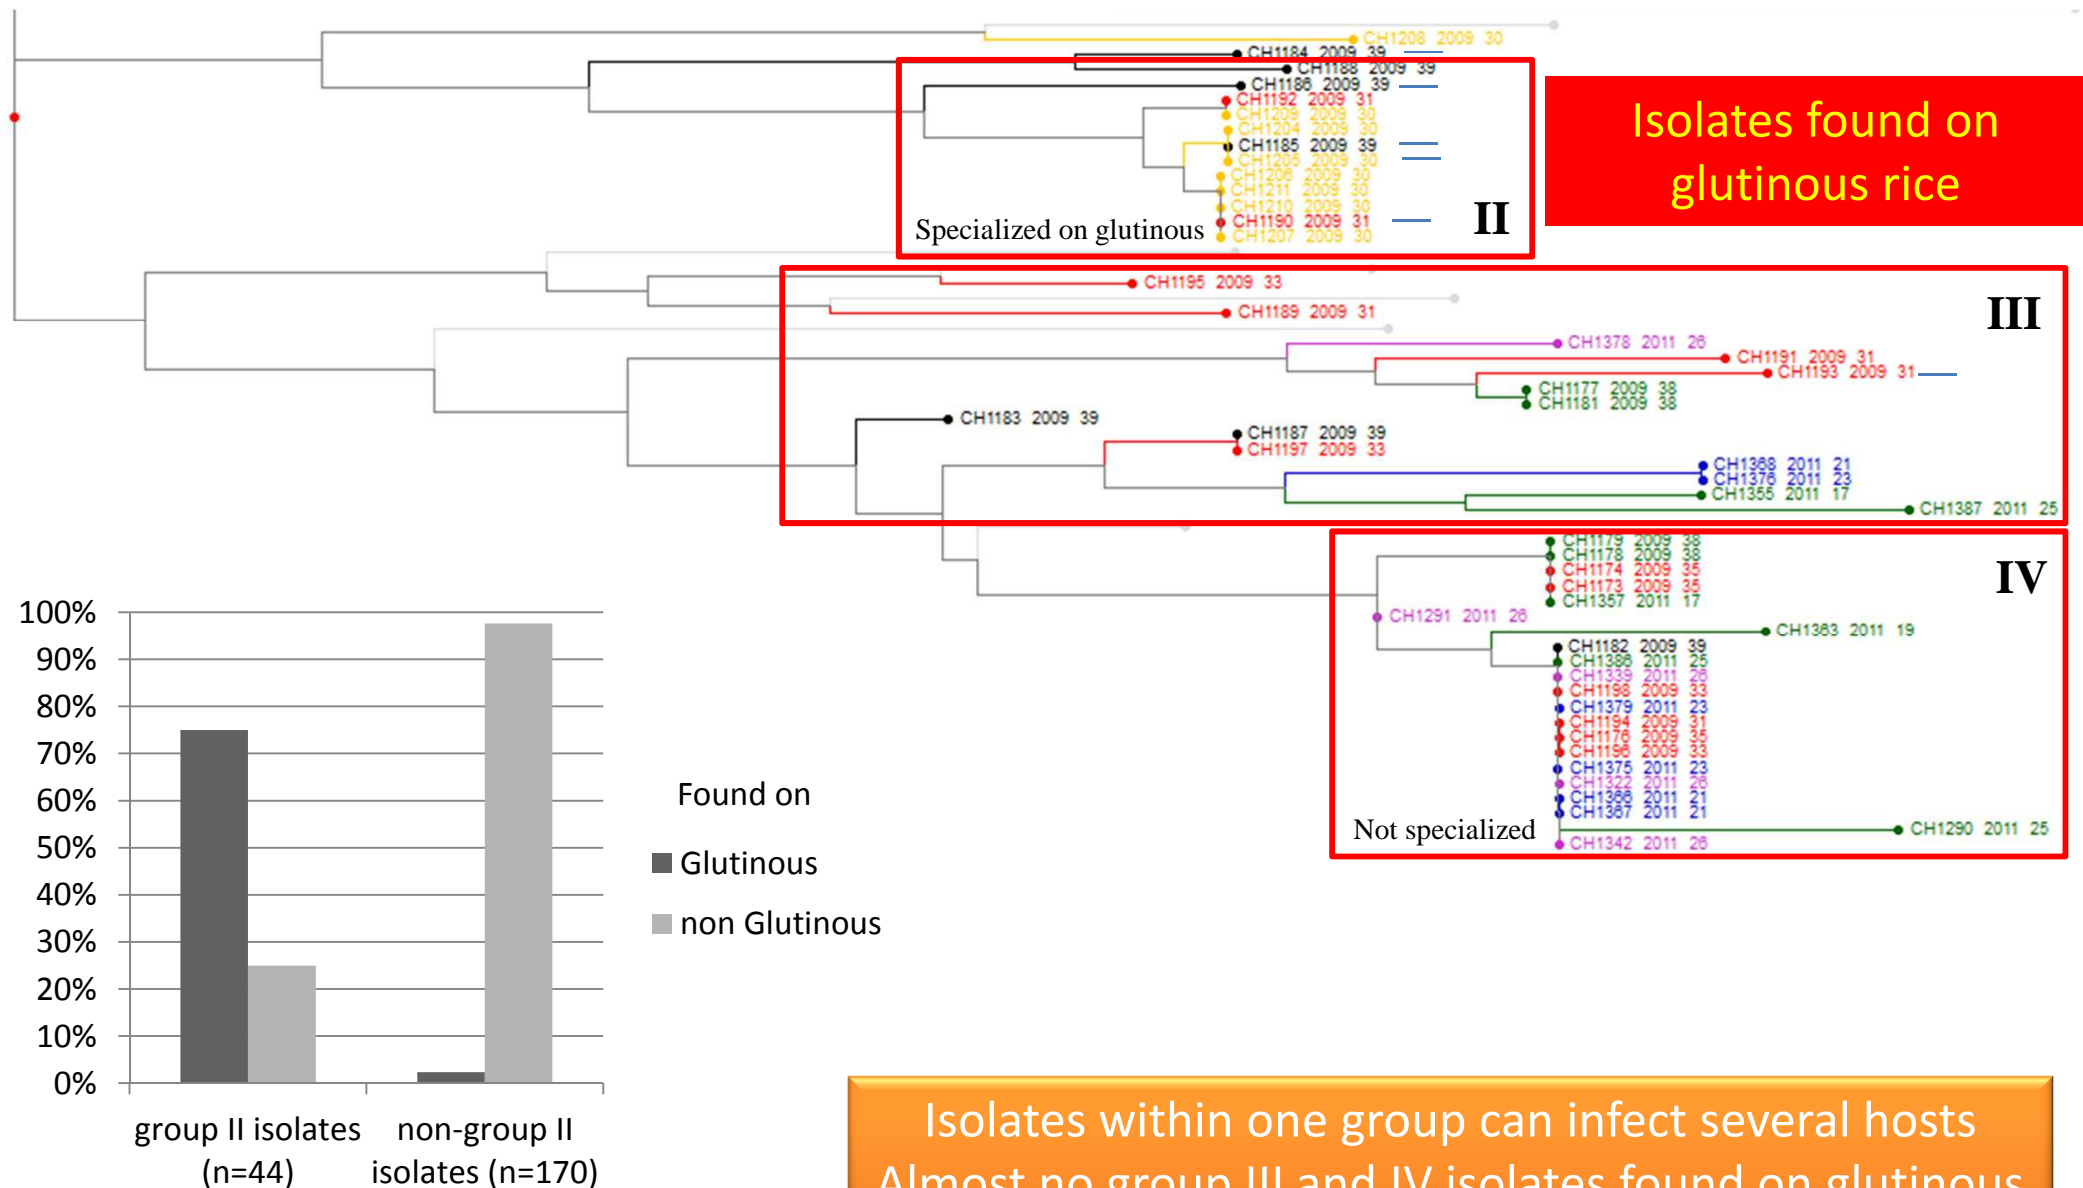 CH1208 2009 30
CH1184 2009 39
CH1188 2009 39
CH1186 2009 39
CH1192 2009 31
CH1209 2009 30
CH1204 2009 30
CH1185 2009 39
CH1205 2009 30
CH1206 2009 30
CH1211 2009 30
CH1210 2009 30
CH1190 2009 31
CH1207 2009 30
Specialized on glutinous
II
Isolates found on
glutinous rice
CH1195 2009 33
CH1189 2009 31
III
CH1378 2011 26
CH1191 2009 31
CH1193 2009 31
CH1177 2009 38
CH1181 2009 38
CH1183 2009 39
CH1187 2009 39
CH1197 2009 33
CH1368 2011 21
CH1376 2011 23
CH1355 2011 17
CH1387 2011 25
CH1179 2009 38
CH1178 2009 38
CH1174 2009 35
CH1173 2009 35
CH1357 2011 17
IV
CH1291 2011 26
CH1363 2011 19
CH1182 2009 39
CH1386 2011 25
CH1339 2011 26
CH1198 2009 33
CH1379 2011 23
CH1194 2009 31
CH1176 2009 35
CH1196 2009 33
CH1375 2011 23
CH1322 2011 26
CH1366 2011 21
CH1367 2011 21
Not specialized
CH1290 2011 25
CH1342 2011 26
100%
90%
80%
70%
60%
50%
40%
30%
20%
10%
0%
group II isolates
(n=44)
non-group II
isolates (n=170)
Found on
Glutinous
non Glutinous
Isolates within one group can infect several hosts
Almost no group III and IV isolates found on glutinous